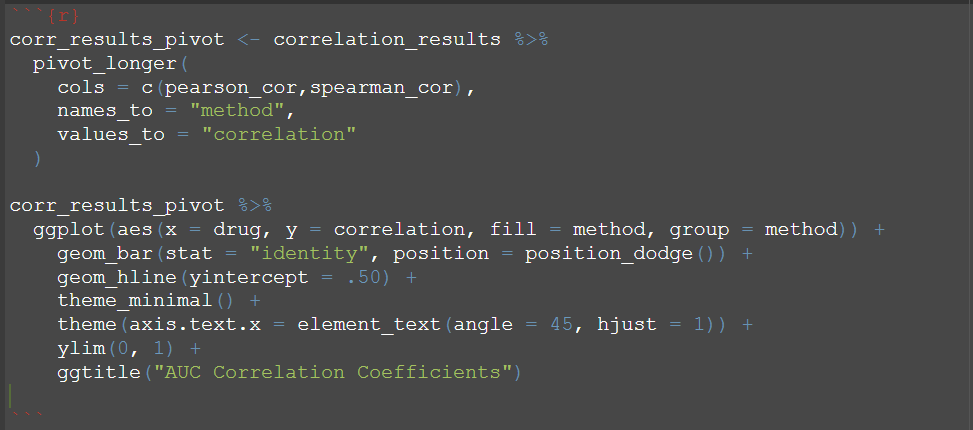 ```{r}
corr_results_pivot <- correlation_results %>%
  pivot_longer(
    cols = c(pearson_cor,spearman_cor),
    names_to = "method",
    values_to = "correlation"
  )

corr_results_pivot %>%
  ggplot(aes(x = drug, y = correlation, fill = method, group = method)) +
    geom_bar(stat = "identity", position = position_dodge()) +
    geom_hline(yintercept = .50) +
    theme_minimal() +
    theme(axis.text.x = element_text(angle = 45, hjust = 1)) +
    ylim(0, 1) +
    ggtitle("AUC Correlation Coefficients")

```